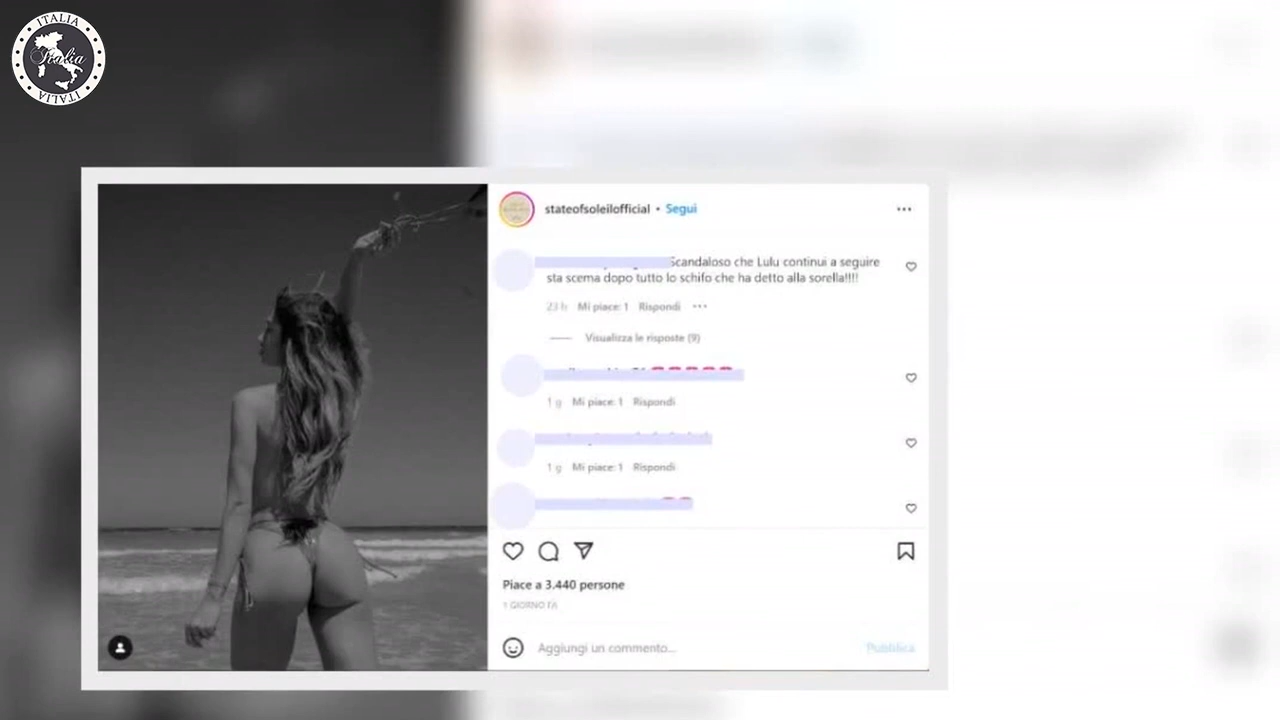 ITALIA
Italia
ITALIA
stateofsoleilofficial • Segui
Scandaloso che Lulu continui a seguire
sta scema dopo tutto lo schifo che ha detto alla sorella!!!!
23 h Mi piace: 1 Rispondi
Visualizza le risposte (9)
1 g Mi piace: 1 Rispondi
1 g Mi piace: 1 Rispondi
Piace a 3.440 persone
1 GIORNO FA
Aggiungi un commento...
Pubblica